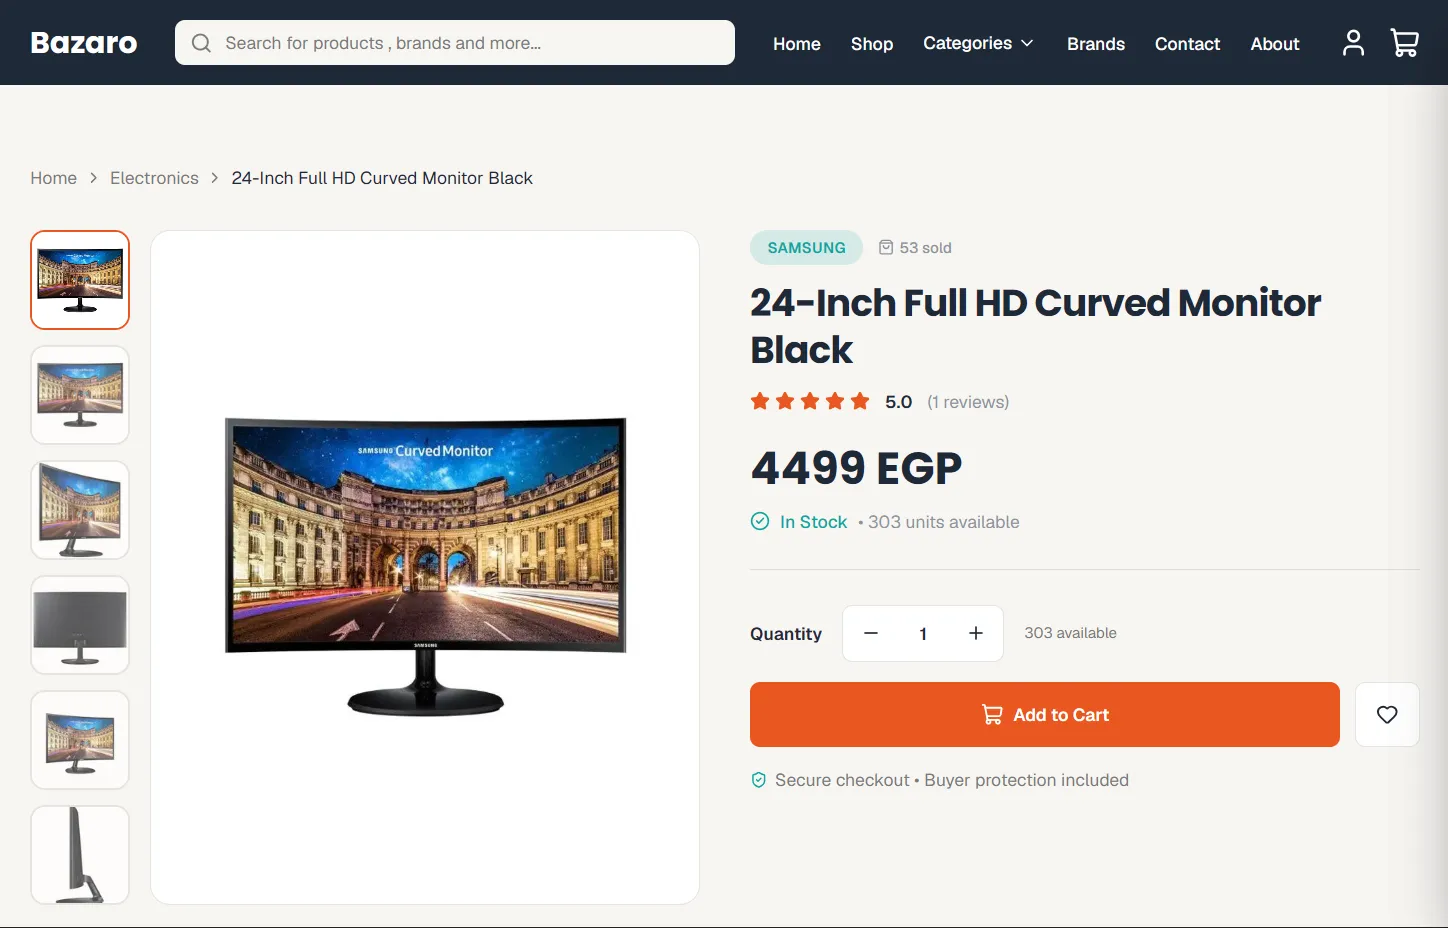 Bazaro
Search for products , brands and more...
Home
Shop
Categories
Brands
Contact
About
Home > Electronics > 24-Inch Full HD Curved Monitor Black
SAMSUNG Curved Monitor
SAMSUNG
SAMSUNG
53 sold
24-Inch Full HD Curved Monitor
Black
5.0 (1 reviews)
4499 EGP
In Stock • 303 units available
Quantity
1
303 available
Add to Cart
Secure checkout • Buyer protection included